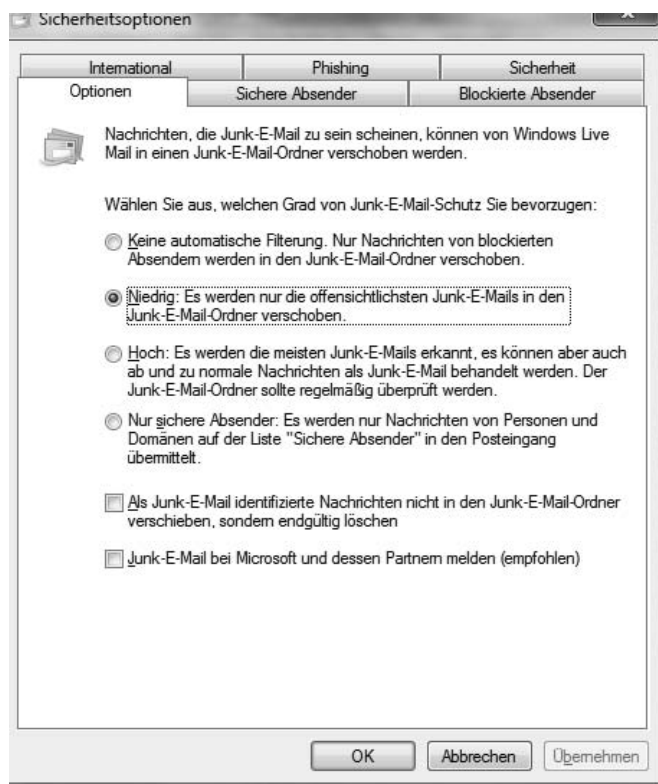 Sicherheitsoptionen
International Phishing Sicherheit
Optionen Sichere Absender Blockierte Absender
Nachrichten, die Junk-E-Mail zu sein scheinen, können von Windows Live
Mail in einen Junk-E-Mail-Ordner verschoben werden.
Wählen Sie aus, welchen Grad von Junk-E-Mail-Schutz Sie bevorzugen:
Keine automatische Filterung. Nur Nachrichten von blockierten
Absendern werden in den Junk-E-Mail-Ordner verschoben.
Niedrig: Es werden nur die offensichtlichsten Junk-E-Mails in den
Junk-E-Mail-Ordner verschoben.
Hoch: Es werden die meisten Junk-E-Mails erkannt, es können aber auch
ab und zu normale Nachrichten als Junk-E-Mail behandelt werden. Der
Junk-E-Mail-Ordner sollte regelmäßig überprüft werden.
Nur sichere Absender: Es werden nur Nachrichten von Personen und
Domänen auf der Liste "Sichere Absender" in den Posteingang
übermittelt.
Als Junk-E-Mail identifizierte Nachrichten nicht in den Junk-E-Mail-Ordner
verschieben, sondern endgültig löschen
Junk-E-Mail bei Microsoft und dessen Partnern melden (empfohlen)
OK Abbrechen Übernehmen